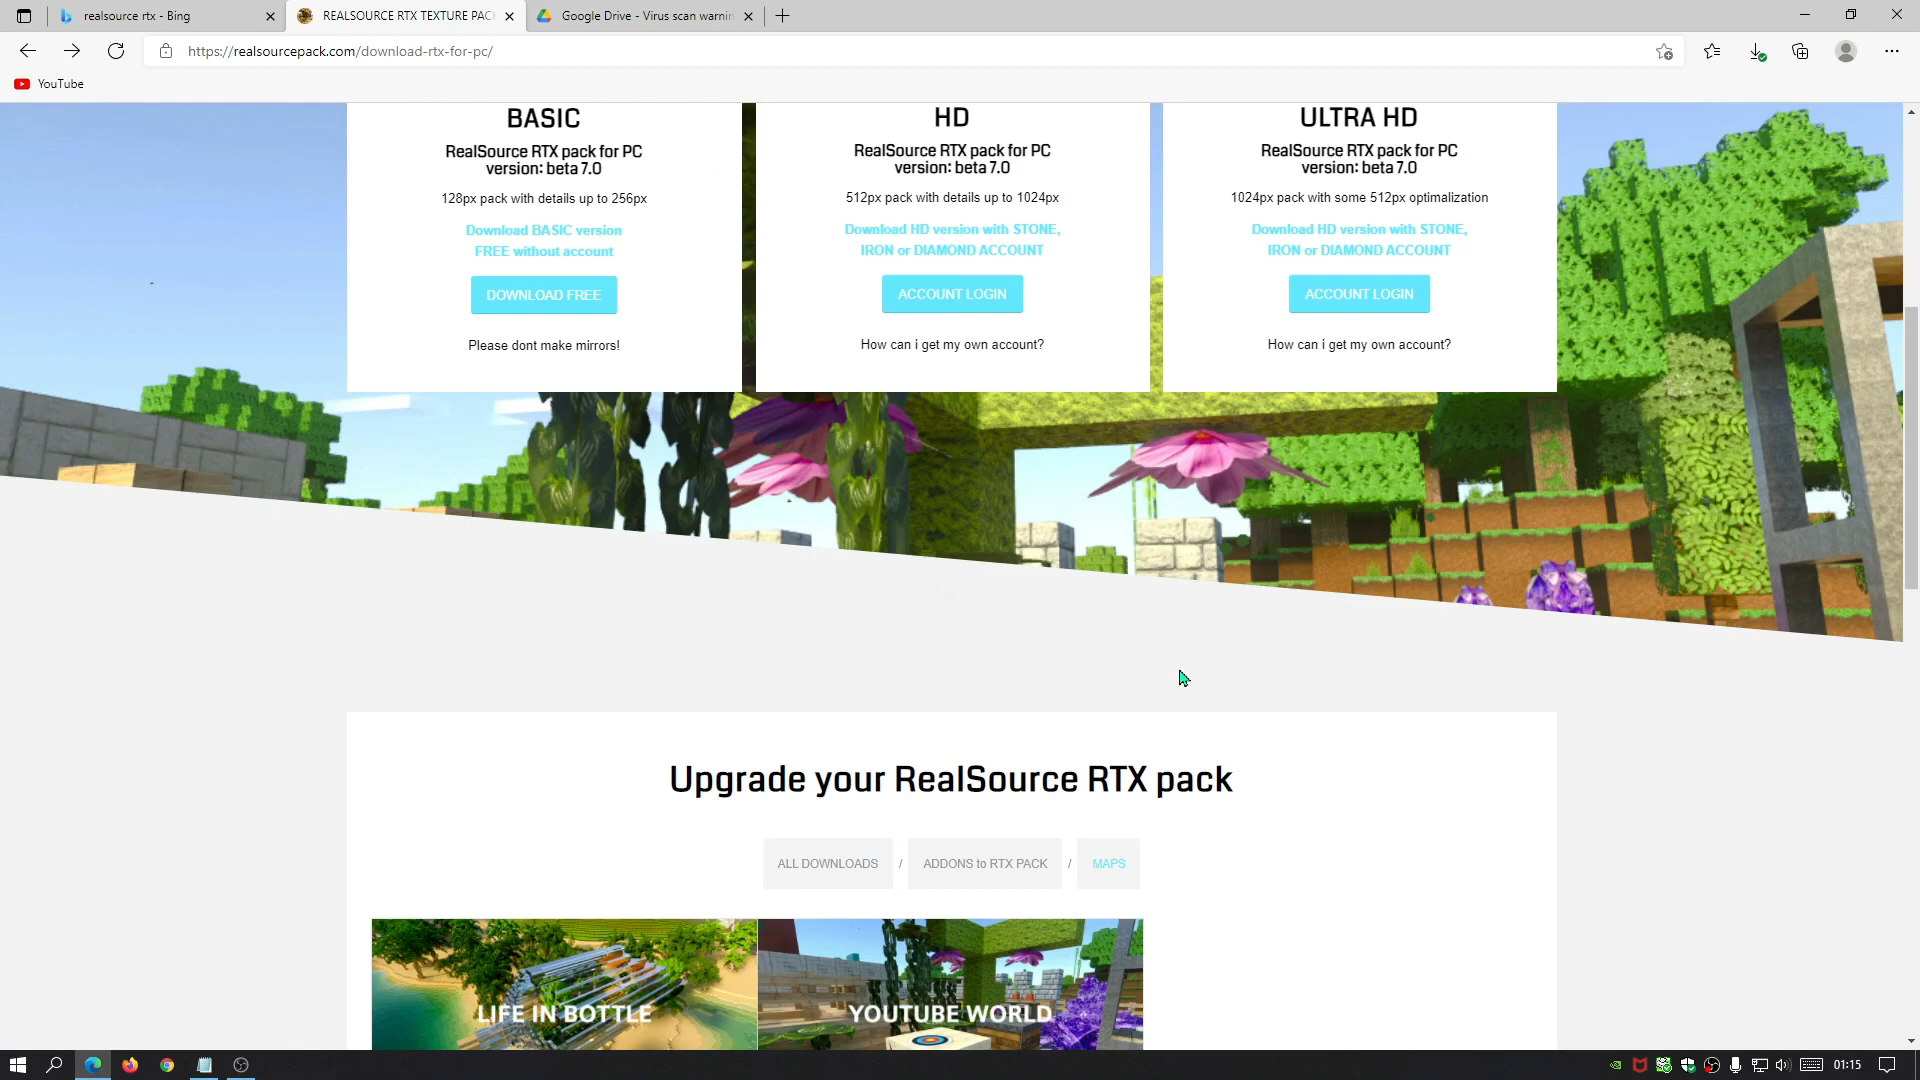 realsource rtx - Bing
REALSOURCE RTX TEXTURE PAC
Google Drive - Virus scan warnin
https://realsourcepack.com/download-rtx-for-pc/
YouTube
BASIC
RealSource RTX pack for PC
version: beta 7.0
128px pack with details up to 256px
Download BASIC version
FREE without account
DOWNLOAD FREE
Please dont make mirrors!
HD
RealSource RTX pack for PC
version: beta 7.0
512px pack with details up to 1024px
Download HD version with STONE,
IRON or DIAMOND ACCOUNT
ACCOUNT LOGIN
How can i get my own account?
ULTRA HD
RealSource RTX pack for PC
version: beta 7.0
1024px pack with some 512px optimalization
Download HD version with STONE,
IRON or DIAMOND ACCOUNT
ACCOUNT LOGIN
How can i get my own account?
Upgrade your RealSource RTX pack
ALL DOWNLOADS / ADDONS to RTX PACK / MAPS
LIFE IN BOTTLE
YOUTUBE WORLD
01:15